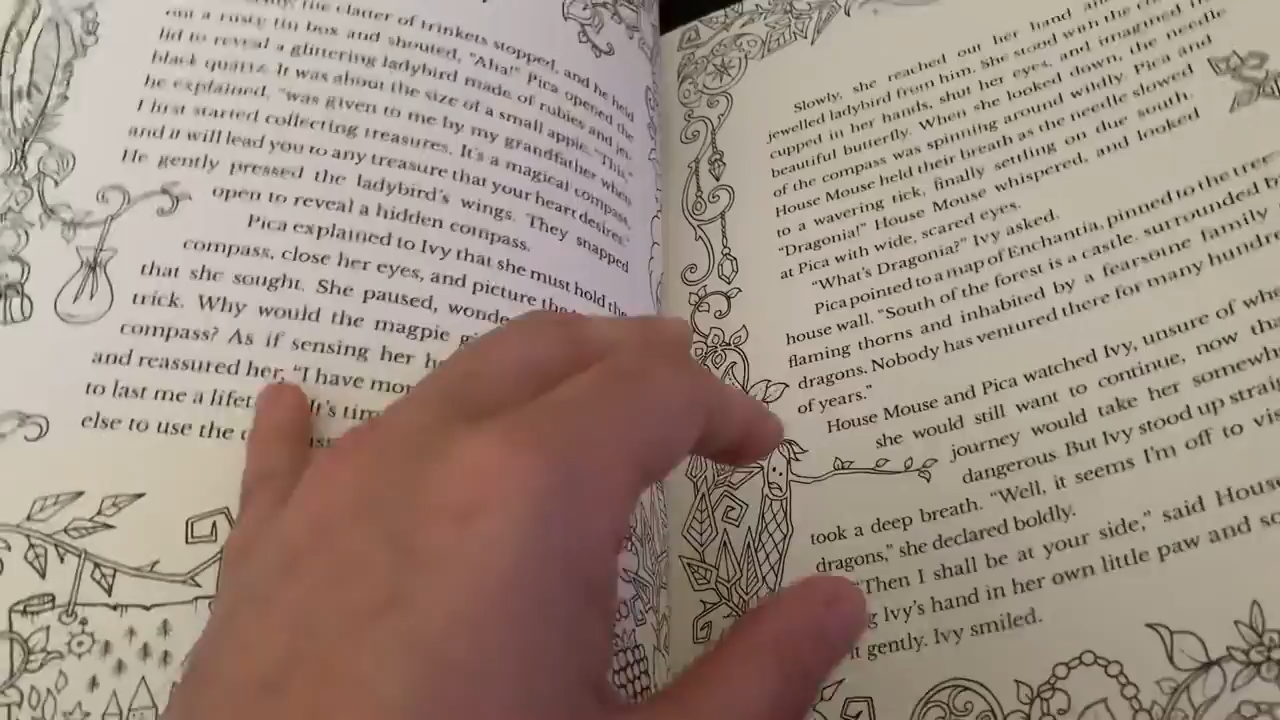 the clatter of trinkets stopped, and he held
out a rusty tin box and shouted, "Aha!" Pica opened the
lid to reveal a glittering ladybird made of rubies and jet-
black quartz. It was about the size of a small apple. "This,"
he explained, "was given to me by my grandfather when
I first started collecting treasures. It's a magical compass,
and it will lead you to any treasure that your heart desires."
He gently pressed the ladybird's wings. They snapped
open to reveal a hidden compass.
Pica explained to Ivy that she must hold the
compass, close her eyes, and picture the
that she sought. She paused,
trick. Why would the magpie
compass? As if sensing her
and reassured her, "I have
to last me a It's
else to use the
Slowly, she reached out her hand
jewelled ladybird from him. She stood with the
cupped in her hands, shut her eyes, and imagined
beautiful butterfly. When she looked down, the needle
of the compass was spinning around wildly. Pica and
House Mouse held their breath as the needle slowed
to a wavering tick, finally settling on due south.
"Dragonia!" House Mouse whispered, and looked
at Pica with wide, scared eyes.
"What's Dragonia?" Ivy asked.
Pica pointed to a map of Enchantia, pinned to the tree
house wall. "South of the forest is a castle, surrounded
flaming thorns and inhabited by a fearsome family
dragons. Nobody has ventured there for many
of years."
House Mouse and Pica watched Ivy, unsure of
she would still want to continue, now
journey would take her
dangerous. But Ivy stood up
took a deep breath. "Well, it seems I'm off to
dragons," she declared boldly.
"Then I shall be at your side," said
Ivy's hand in her own little paw and
it gently. Ivy smiled.